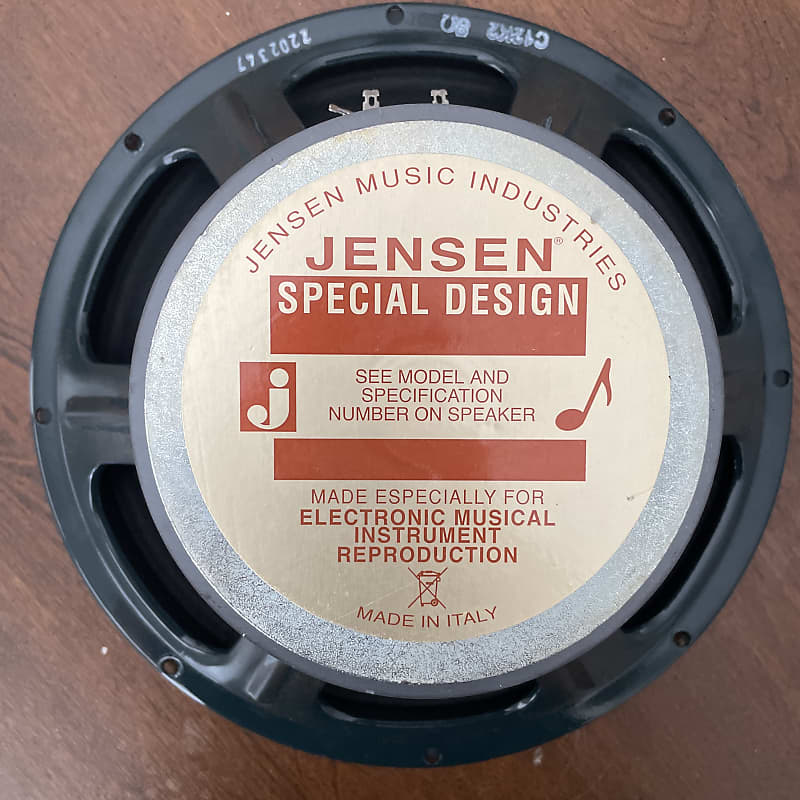 2202347
C12K2 8Ω
JENSEN MUSIC INDUSTRIES
JENSEN®
SPECIAL DESIGN
j
SEE MODEL AND
SPECIFICATION
NUMBER ON SPEAKER
MADE ESPECIALLY FOR
ELECTRONIC MUSICAL
INSTRUMENT
REPRODUCTION
MADE IN ITALY